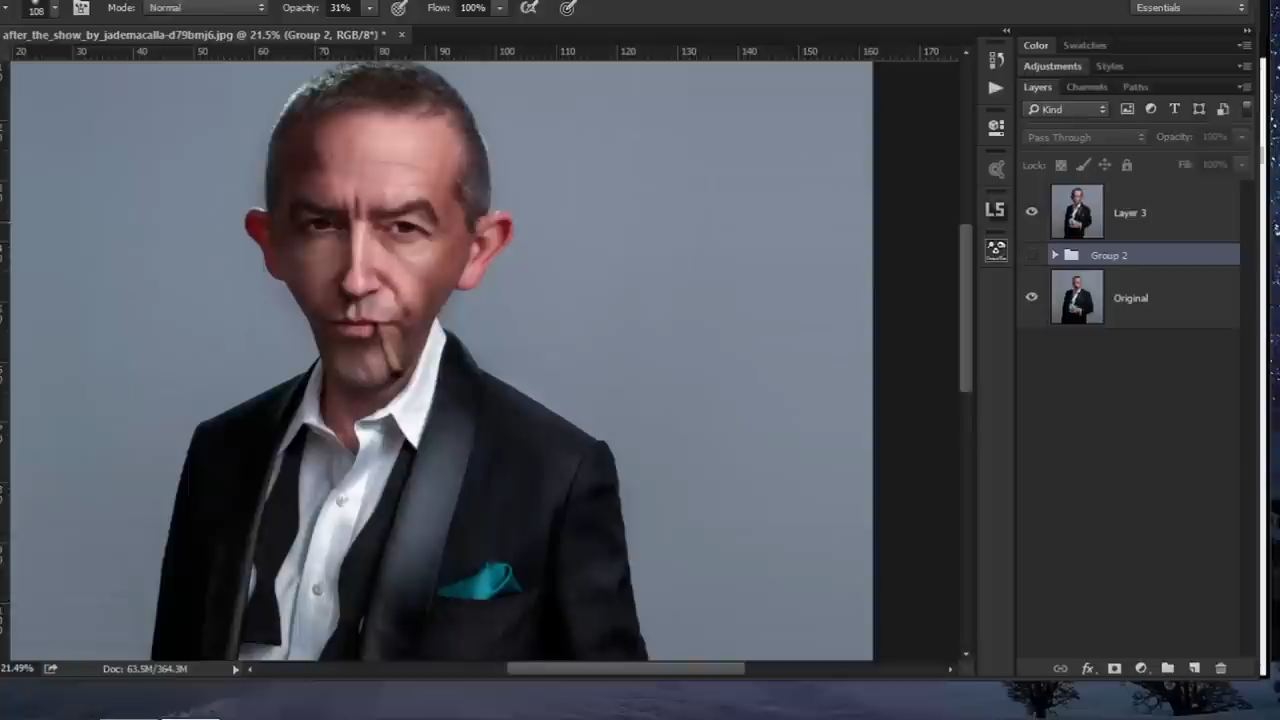 108 Mode: Normal Opacity: 31% Flow: 100% Essentials
after_the_show_by_jademacalla-d79bmj6.jpg @ 21.5% (Group 2, RGB/8*) * ×
20 30 40 50 60 70 80 90 100 110 120 130 140 150 160 170
Color Swatches
Adjustments Styles
Layers Channels Paths
Kind
Pass Through Opacity: 100%
Lock: Fill: 100%
LS
Layer 3
Group 2
Original
21.49% Doc: 63.5M/364.3M
fx